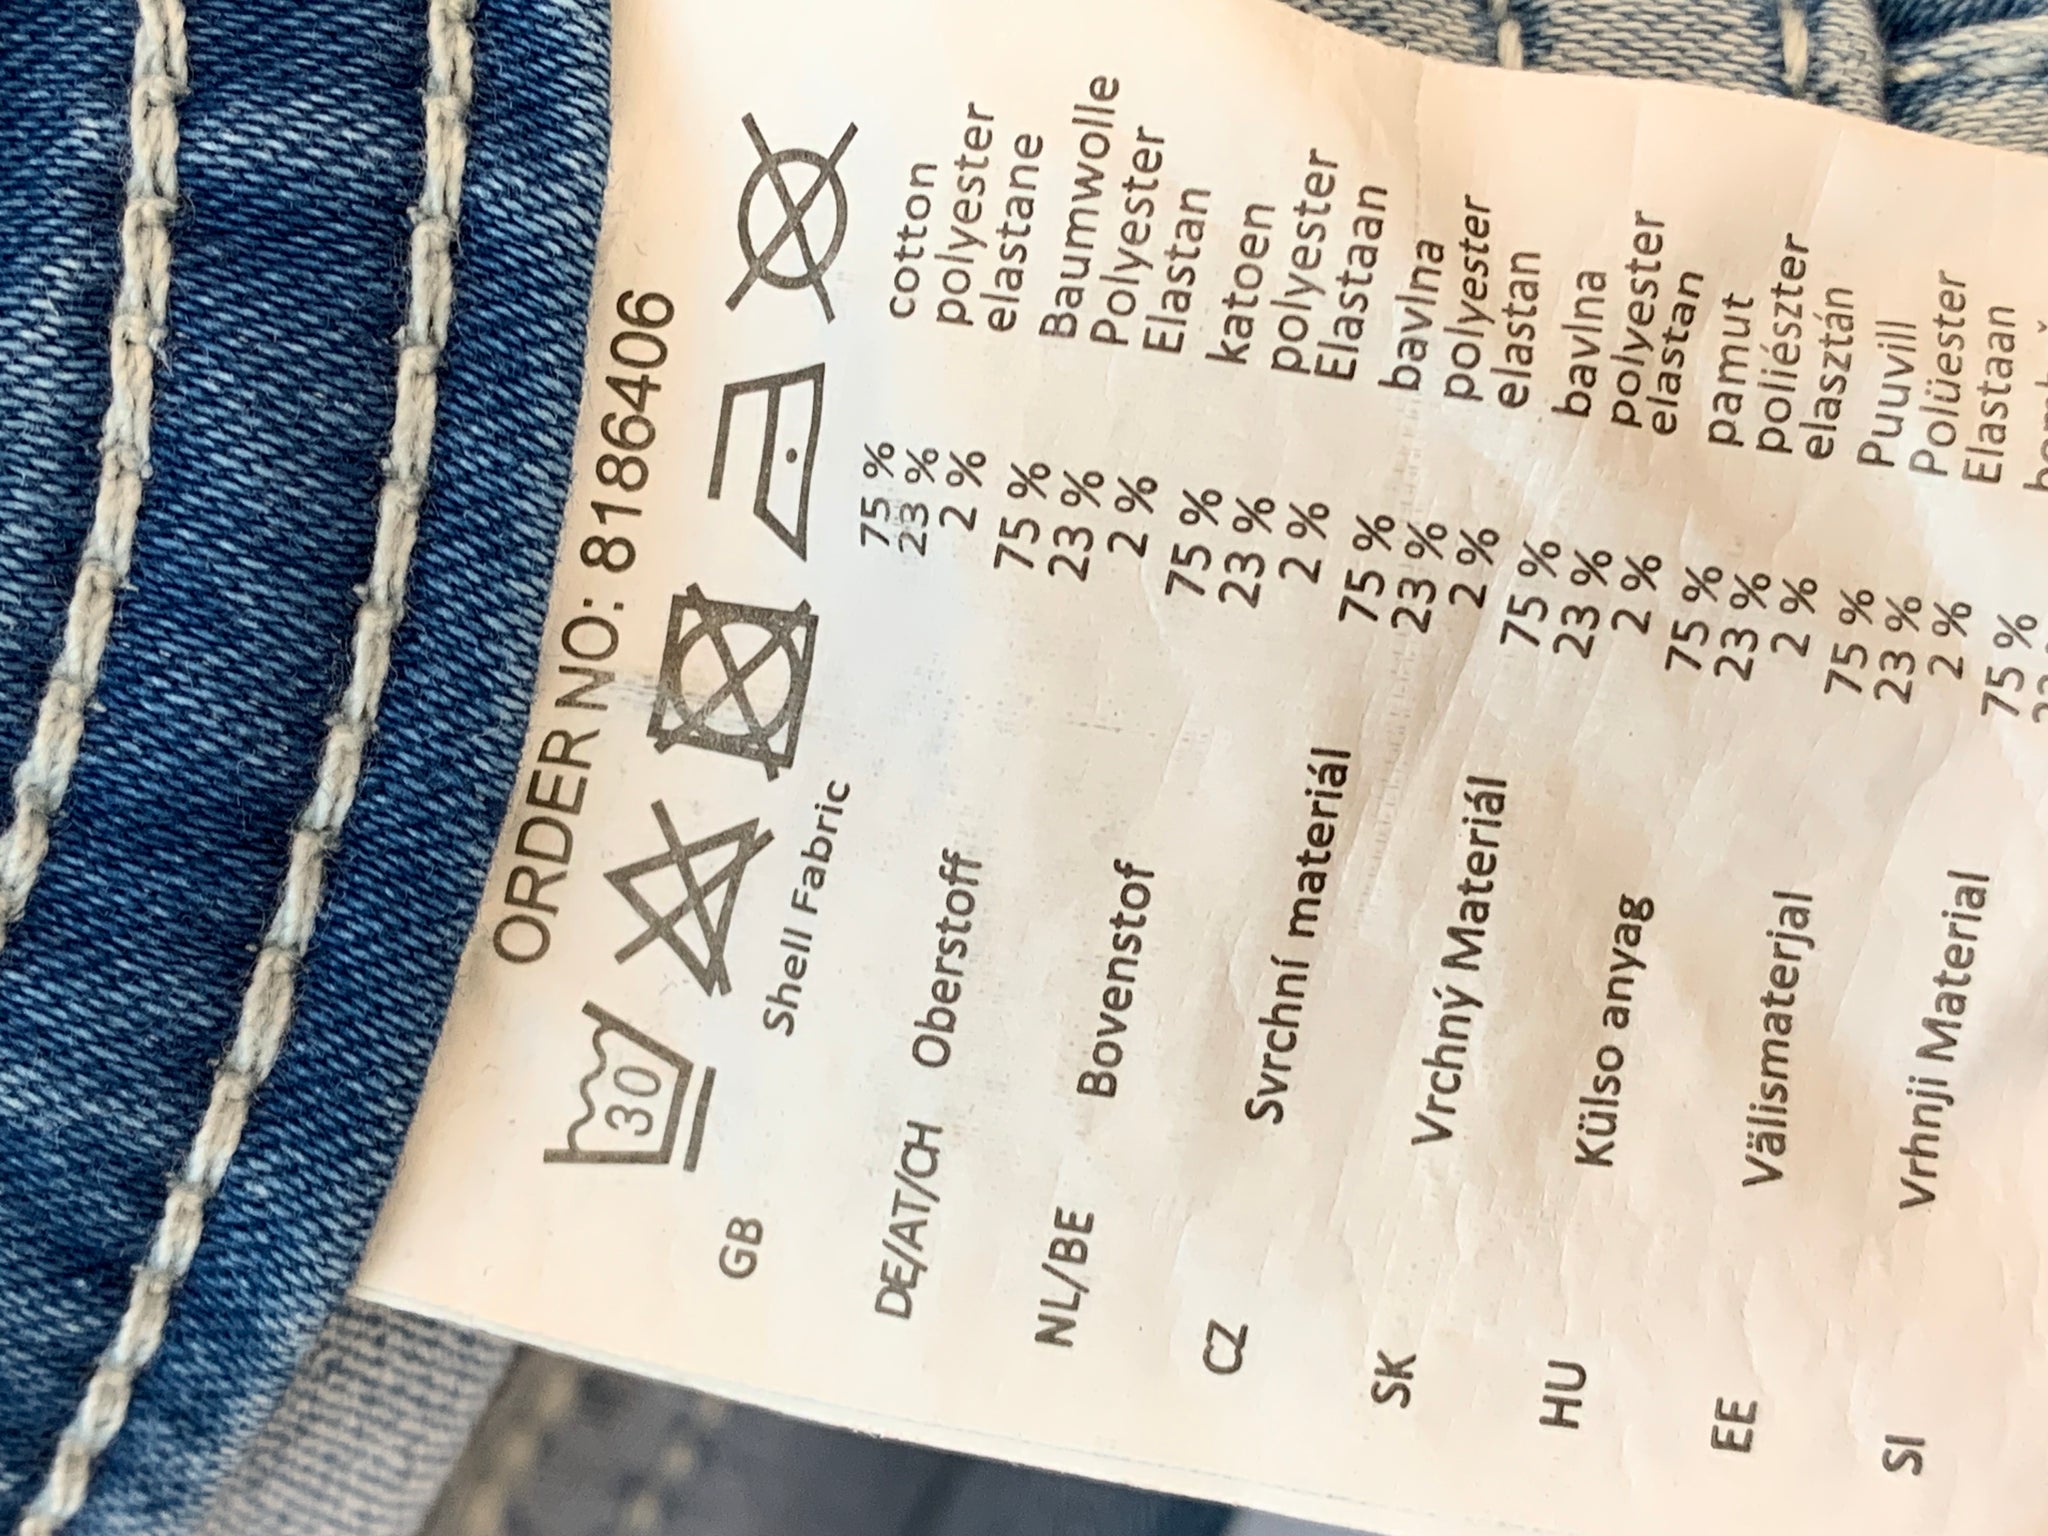 ORDER NO: 8186406
30
GB Shell Fabric 75 % cotton
23 % polyester
2 % elastane
DE/AT/CH Oberstoff 75 % Baumwolle
23 % Polyester
2 % Elastan
NL/BE Bovenstof 75 % katoen
23 % polyester
2 % Elastaan
CZ Svrchní materiál 75 % bavlna
23 % polyester
2 % elastan
SK Vrchný Materiál 75 % bavlna
23 % polyester
2 % elastan
HU Külso anyag 75 % pamut
23 % poliészter
2 % elasztán
EE Välismaterjal 75 % Puuvill
23 % Polüester
2 % Elastaan
SI Vrhnji Material 75 %